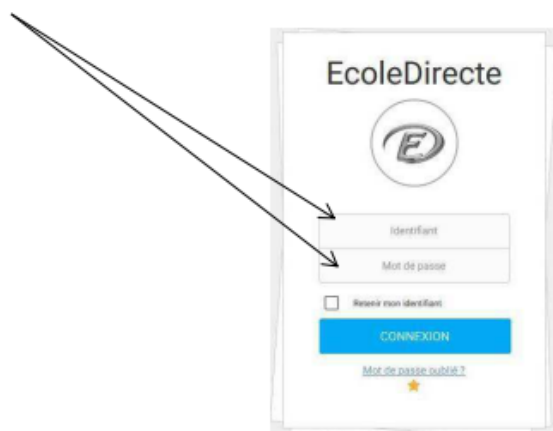 EcoleDirecte
E
Identifiant
Mot de passe
Retenir mon identifiant
CONNEXION
Mot de passe oublié ?